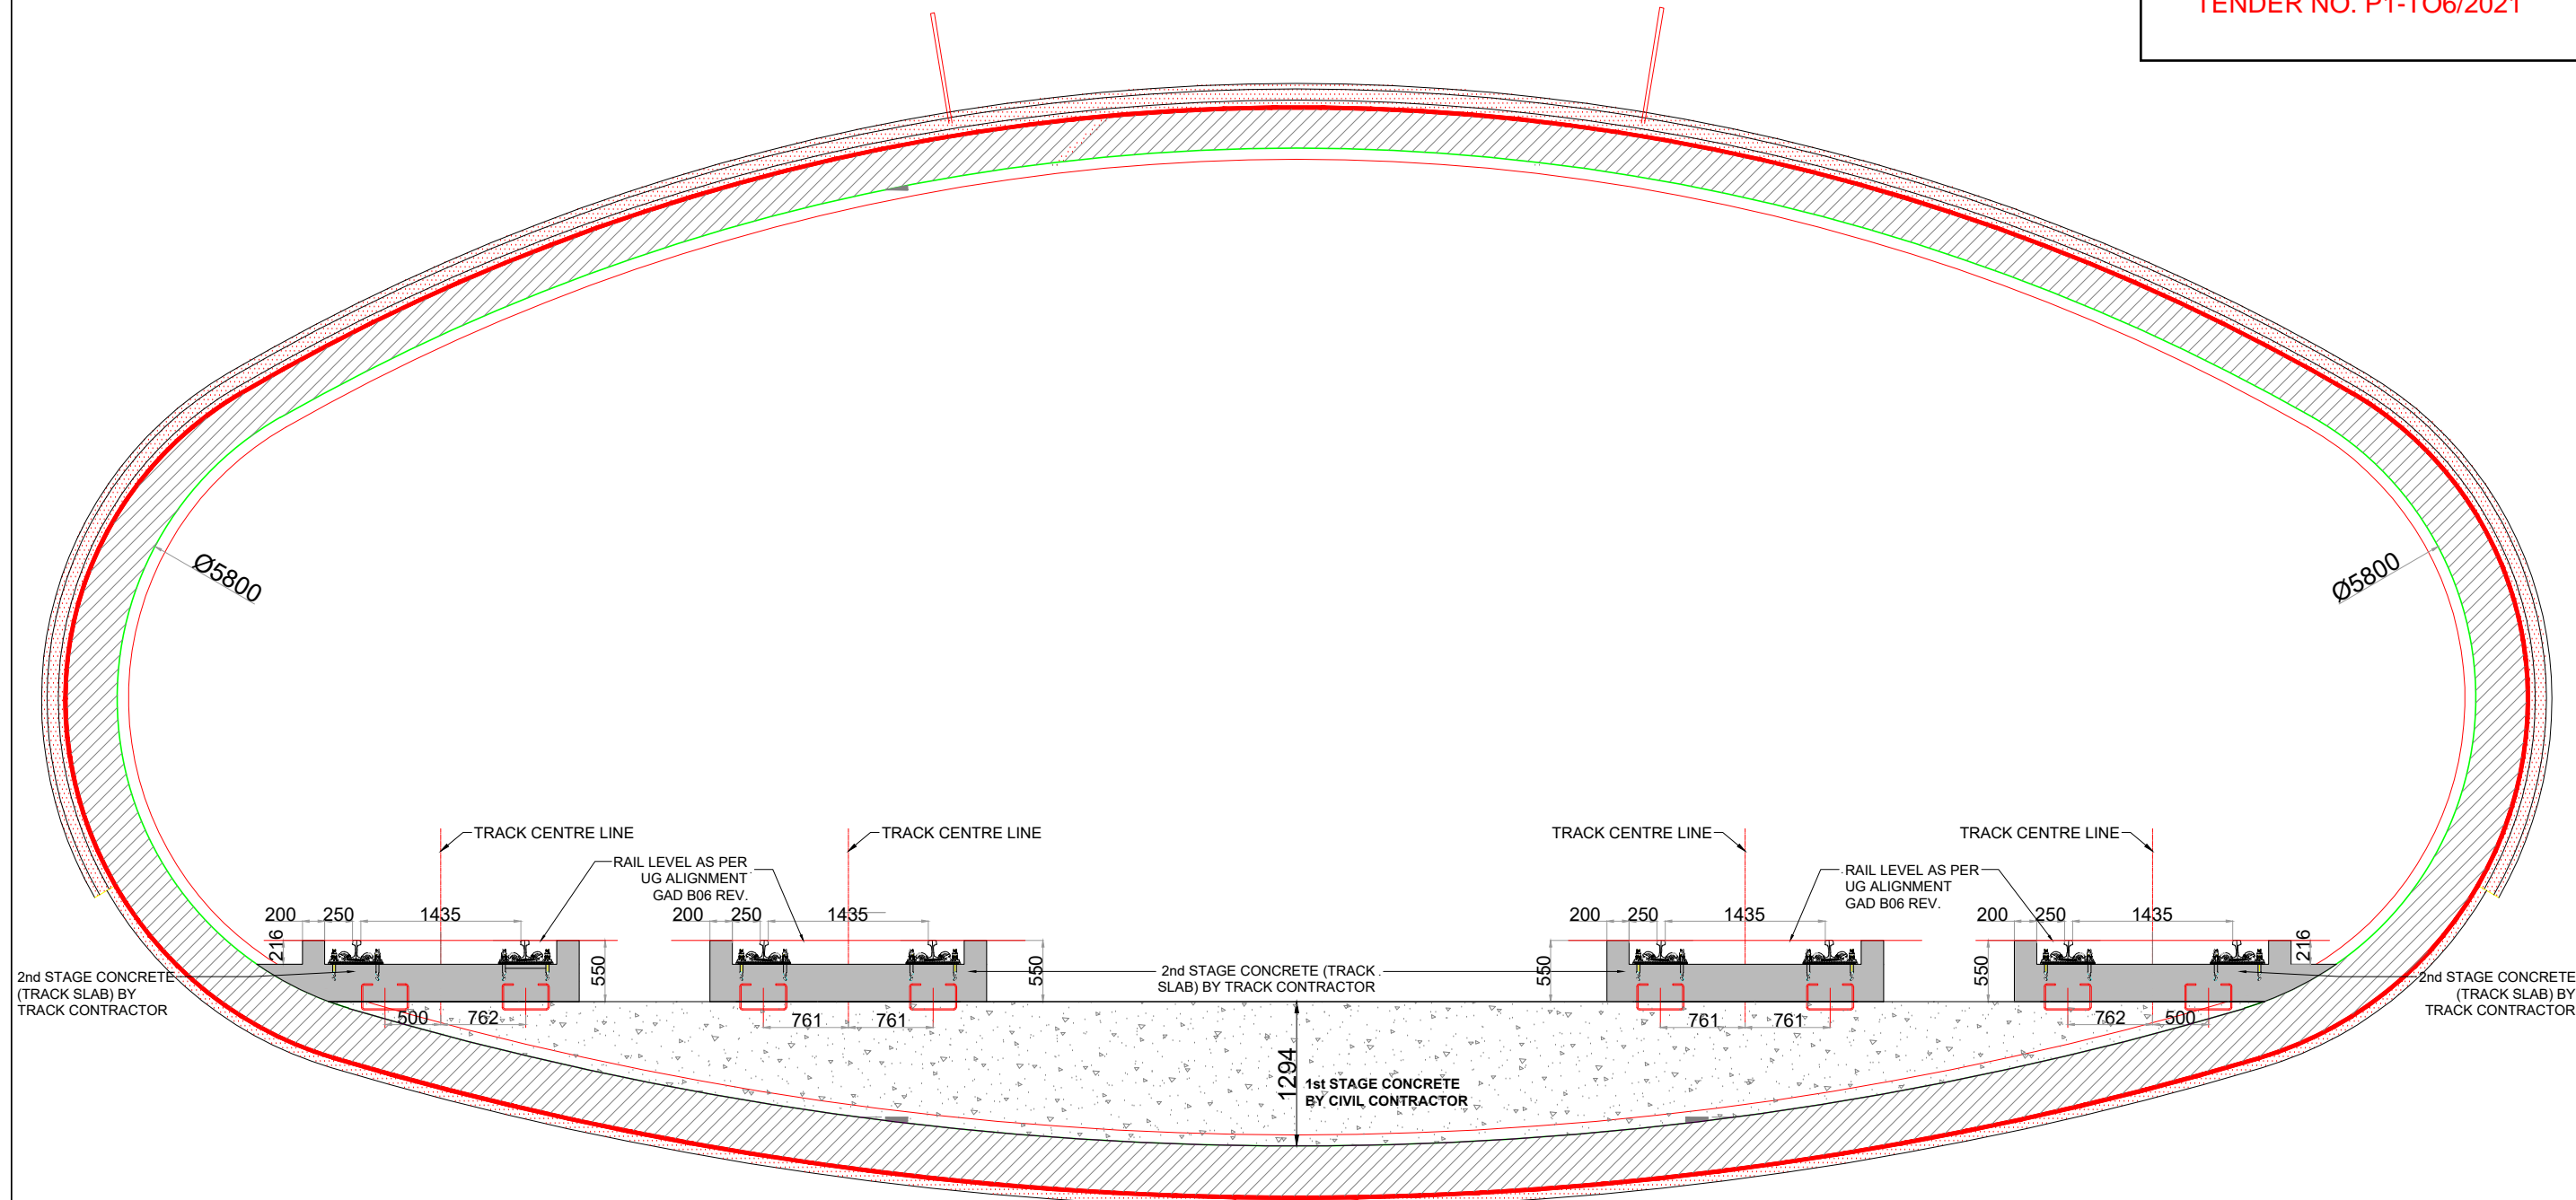 TENDER NO. P1-TO6/2021
Ø5800
Ø5800
TRACK CENTRE LINE
TRACK CENTRE LINE
TRACK CENTRE LINE
TRACK CENTRE LINE
RAIL LEVEL AS PER
UG ALIGNMENT
GAD B06 REV.
RAIL LEVEL AS PER
UG ALIGNMENT
GAD B06 REV.
200 250 1435
200 250 1435
200 250 1435
200 250 1435
216
550
550
550
550
216
2nd STAGE CONCRETE
(TRACK SLAB) BY
TRACK CONTRACTOR
2nd STAGE CONCRETE (TRACK
SLAB) BY TRACK CONTRACTOR
2nd STAGE CONCRETE
(TRACK SLAB) BY
TRACK CONTRACTOR
500 762
761 761
761 761
762 500
1294
1st STAGE CONCRETE
BY CIVIL CONTRACTOR